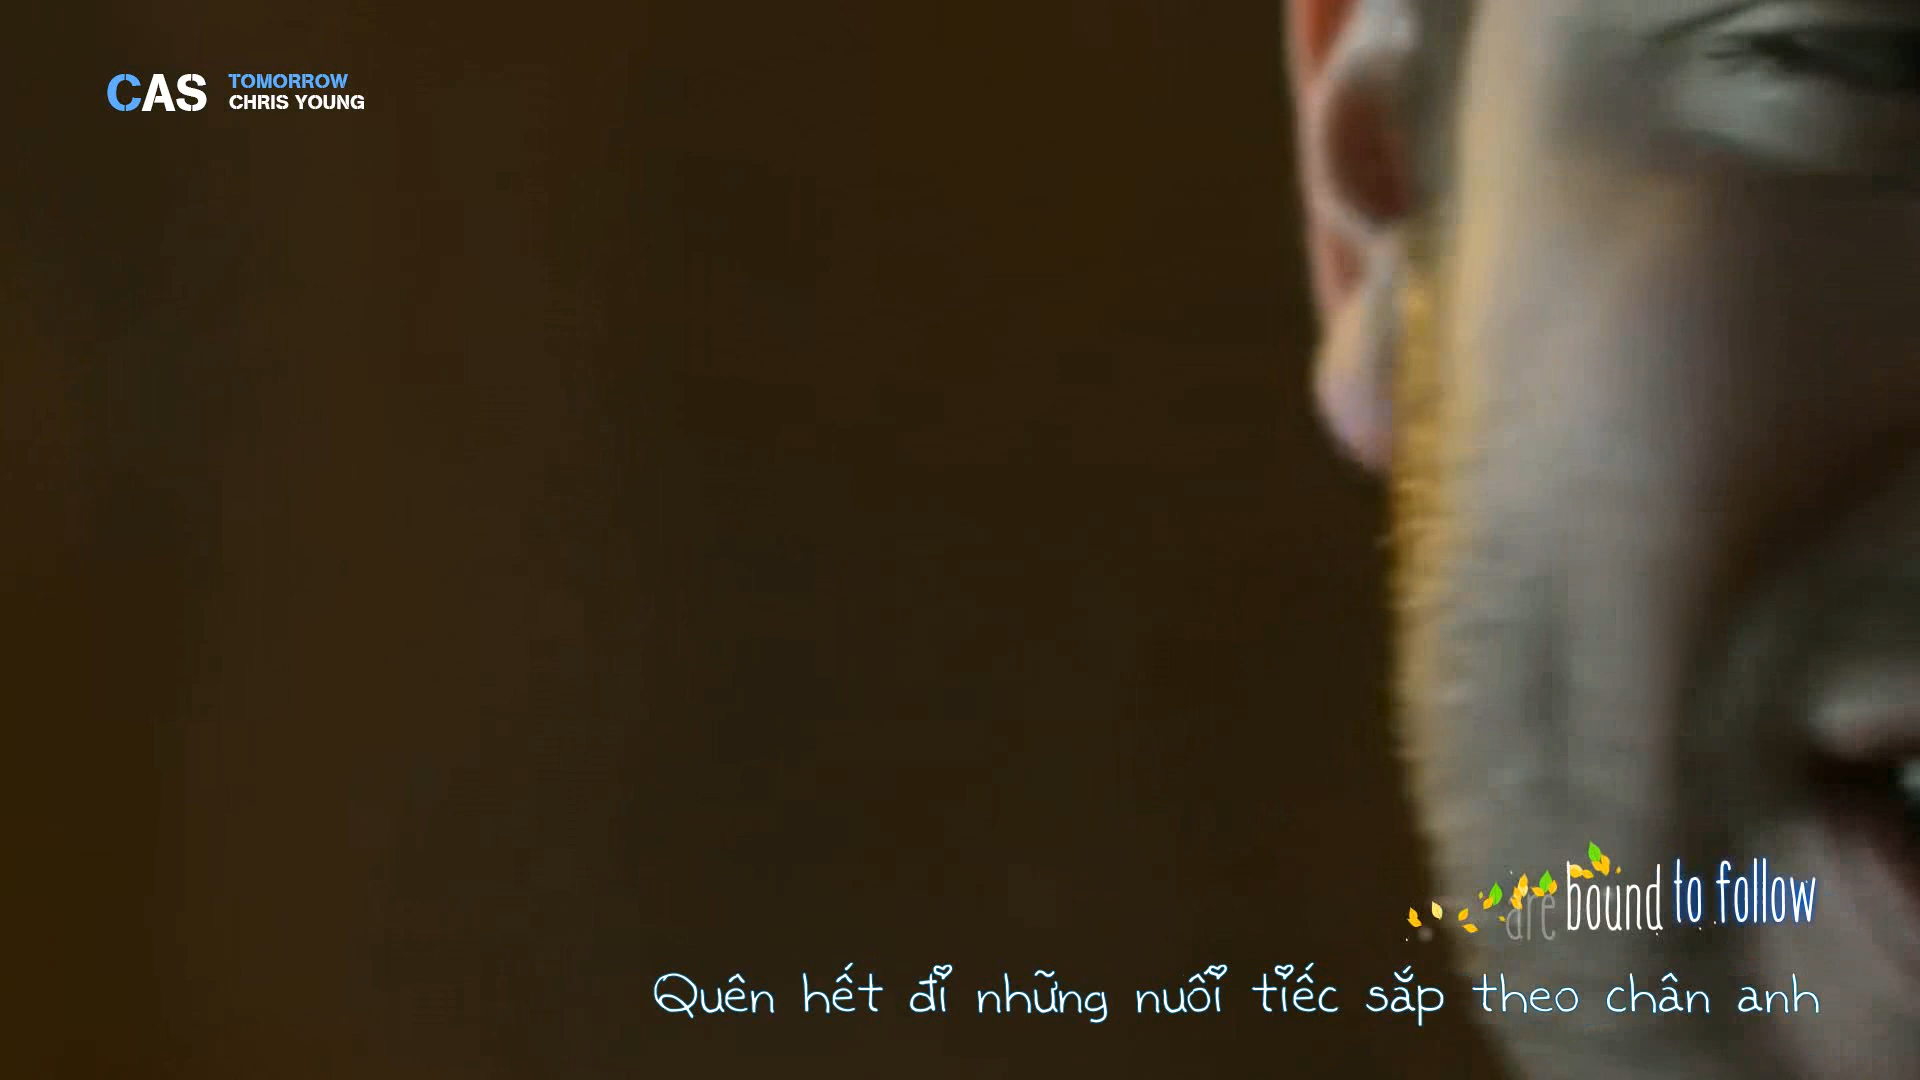 CAS
TOMORROW
CHRIS YOUNG
are bound to follow
Quên hết đi những nuối tiếc sắp theo chân anh